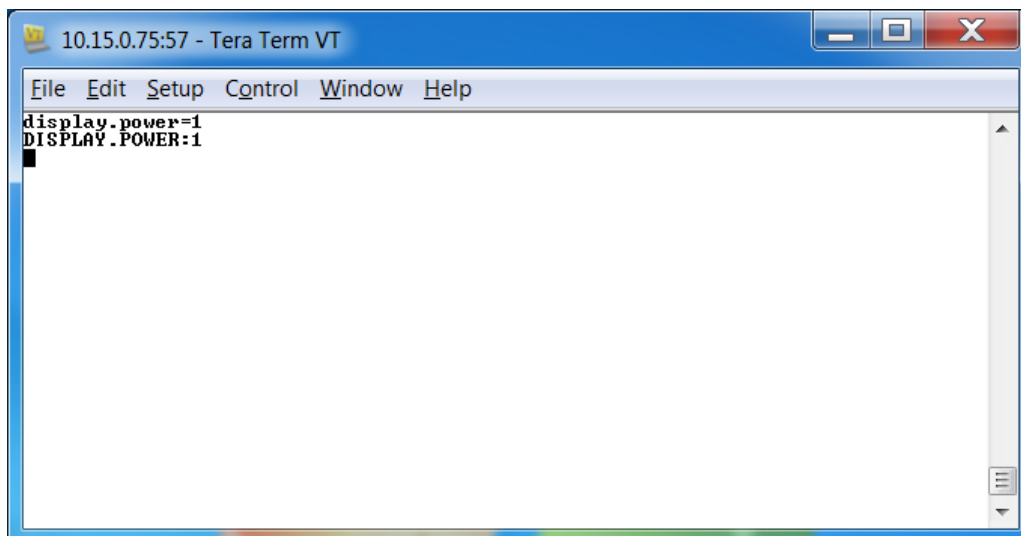 10.15.0.75:57 - Tera Term VT
File Edit Setup Control Window Help
display.power=1
DISPLAY.POWER:1